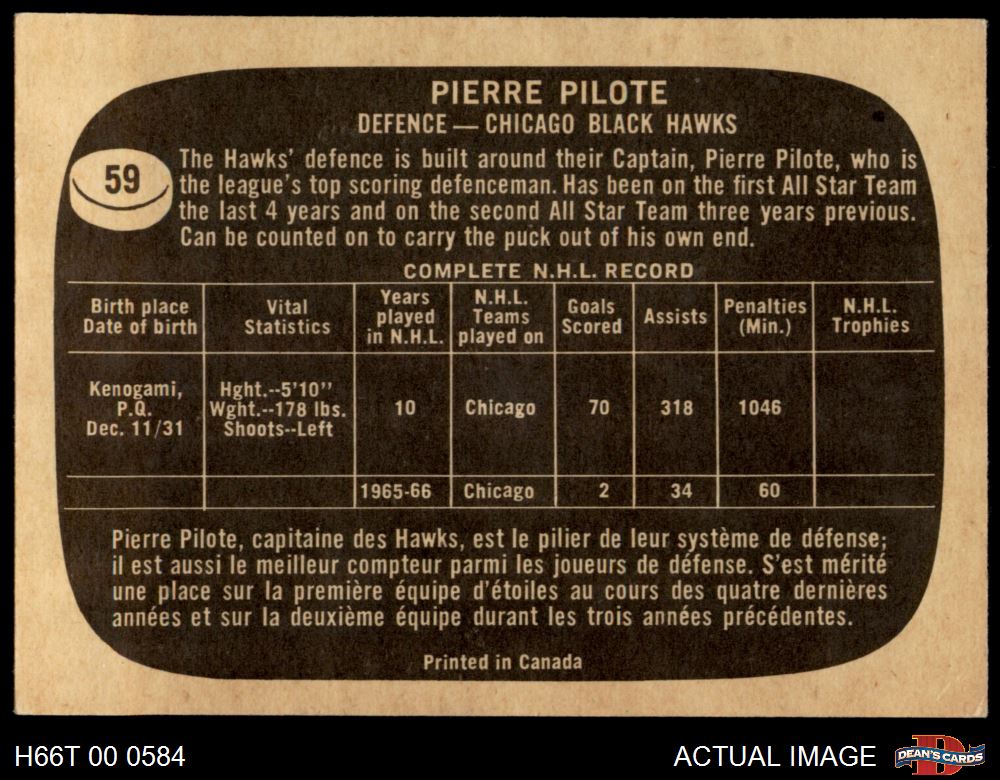 PIERRE PILOTE
DEFENCE — CHICAGO BLACK HAWKS
59
The Hawks' defence is built around their Captain, Pierre Pilote, who is
the league's top scoring defenceman. Has been on the first All Star Team
the last 4 years and on the second All Star Team three years previous.
Can be counted on to carry the puck out of his own end.
COMPLETE N.H.L. RECORD
Birth place
Date of birth
Vital
Statistics
Years
played
in N.H.L.
N.H.L.
Teams
played on
Goals
Scored
Assists
Penalties
(Min.)
N.H.L.
Trophies
Kenogami,
P.Q.
Dec. 11/31
Hght.--5'10''
Wght.--178 lbs.
Shoots--Left
10
Chicago
70
318
1046
1965-66
Chicago
2
34
60
Pierre Pilote, capitaine des Hawks, est le pilier de leur système de défense;
il est aussi le meilleur compteur parmi les joueurs de défense. S'est mérité
une place sur la première équipe d'étoiles au cours des quatre dernières
années et sur la deuxième équipe durant les trois années précédentes.
Printed in Canada
H66T 00 0584
ACTUAL IMAGE
D
DEAN'S CARDS